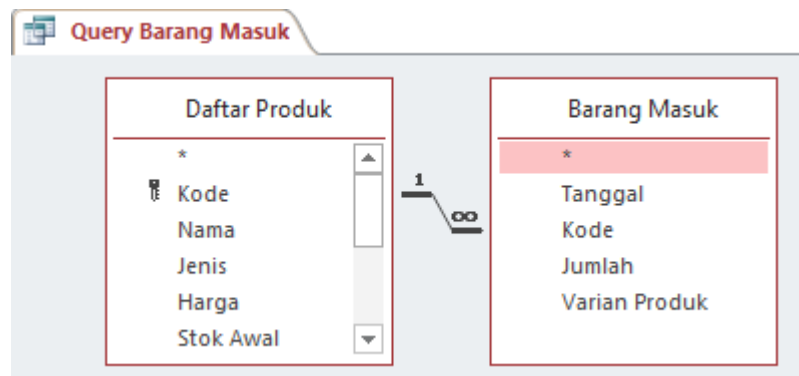 Query Barang Masuk
Daftar Produk
*
Kode
Nama
Jenis
Harga
Stok Awal
1
∞
Barang Masuk
*
Tanggal
Kode
Jumlah
Varian Produk